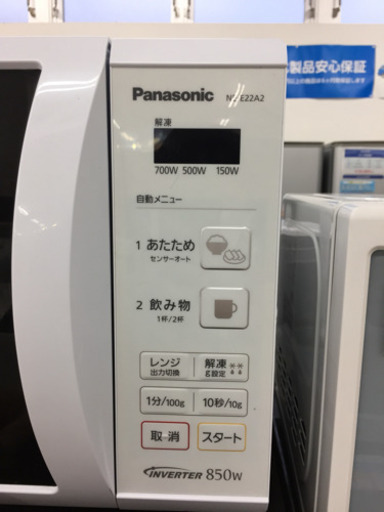 Panasonic
NE-E22A2
解凍
700W 500W 150W
自動メニュー
1 あたため
センサーオート
2 飲み物
1杯/2杯
レンジ
出力切換
解凍
g設定
1分/100g
10秒/10g
取消
スタート
INVERTER 850W
製品安心保証